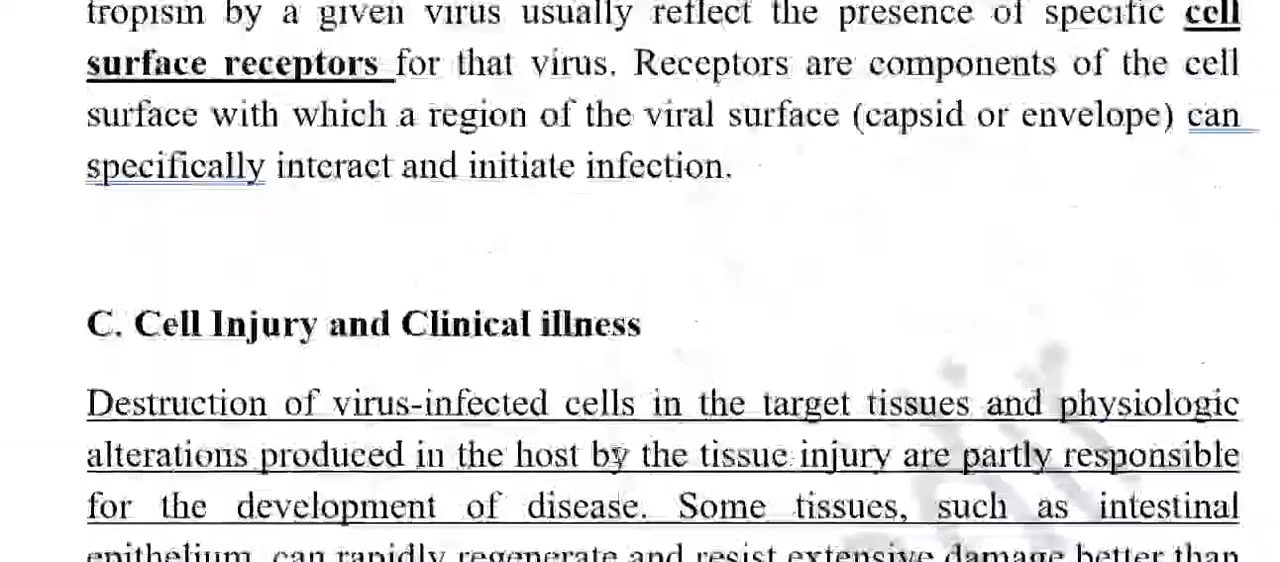 tropism by a given virus usually reflect the presence of specific cell
surface receptors for that virus. Receptors are components of the cell
surface with which a region of the viral surface (capsid or envelope) can
specifically interact and initiate infection.
C. Cell Injury and Clinical illness
Destruction of virus-infected cells in the target tissues and physiologic
alterations produced in the host by the tissue injury are partly responsible
for the development of disease. Some tissues, such as intestinal
epithelium, can rapidly regenerate and resist extensive damage better than